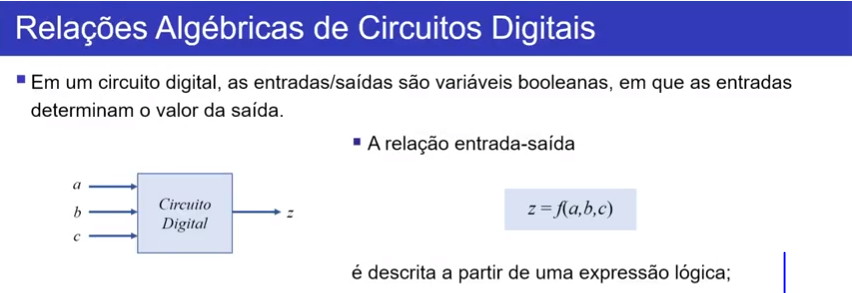 Relações Algébricas de Circuitos Digitais
Em um circuito digital, as entradas/saídas são variáveis booleanas, em que as entradas
determinam o valor da saída.
A relação entrada-saída
a
b
c
Circuito
Digital
z
z = f(a,b,c)
é descrita a partir de uma expressão lógica;